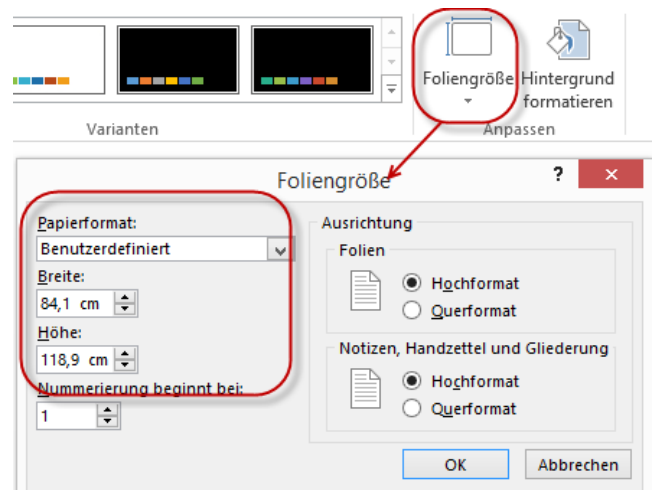 Foliengröße
Hintergrund
formatieren
Varianten
Anpassen
Foliengröße
?
×
Papierformat:
Benutzerdefiniert
Breite:
84,1 cm
Höhe:
118,9 cm
Nummerierung beginnt bei:
1
Ausrichtung
Folien
Hochformat
Querformat
Notizen, Handzettel und Gliederung
Hochformat
Querformat
OK
Abbrechen